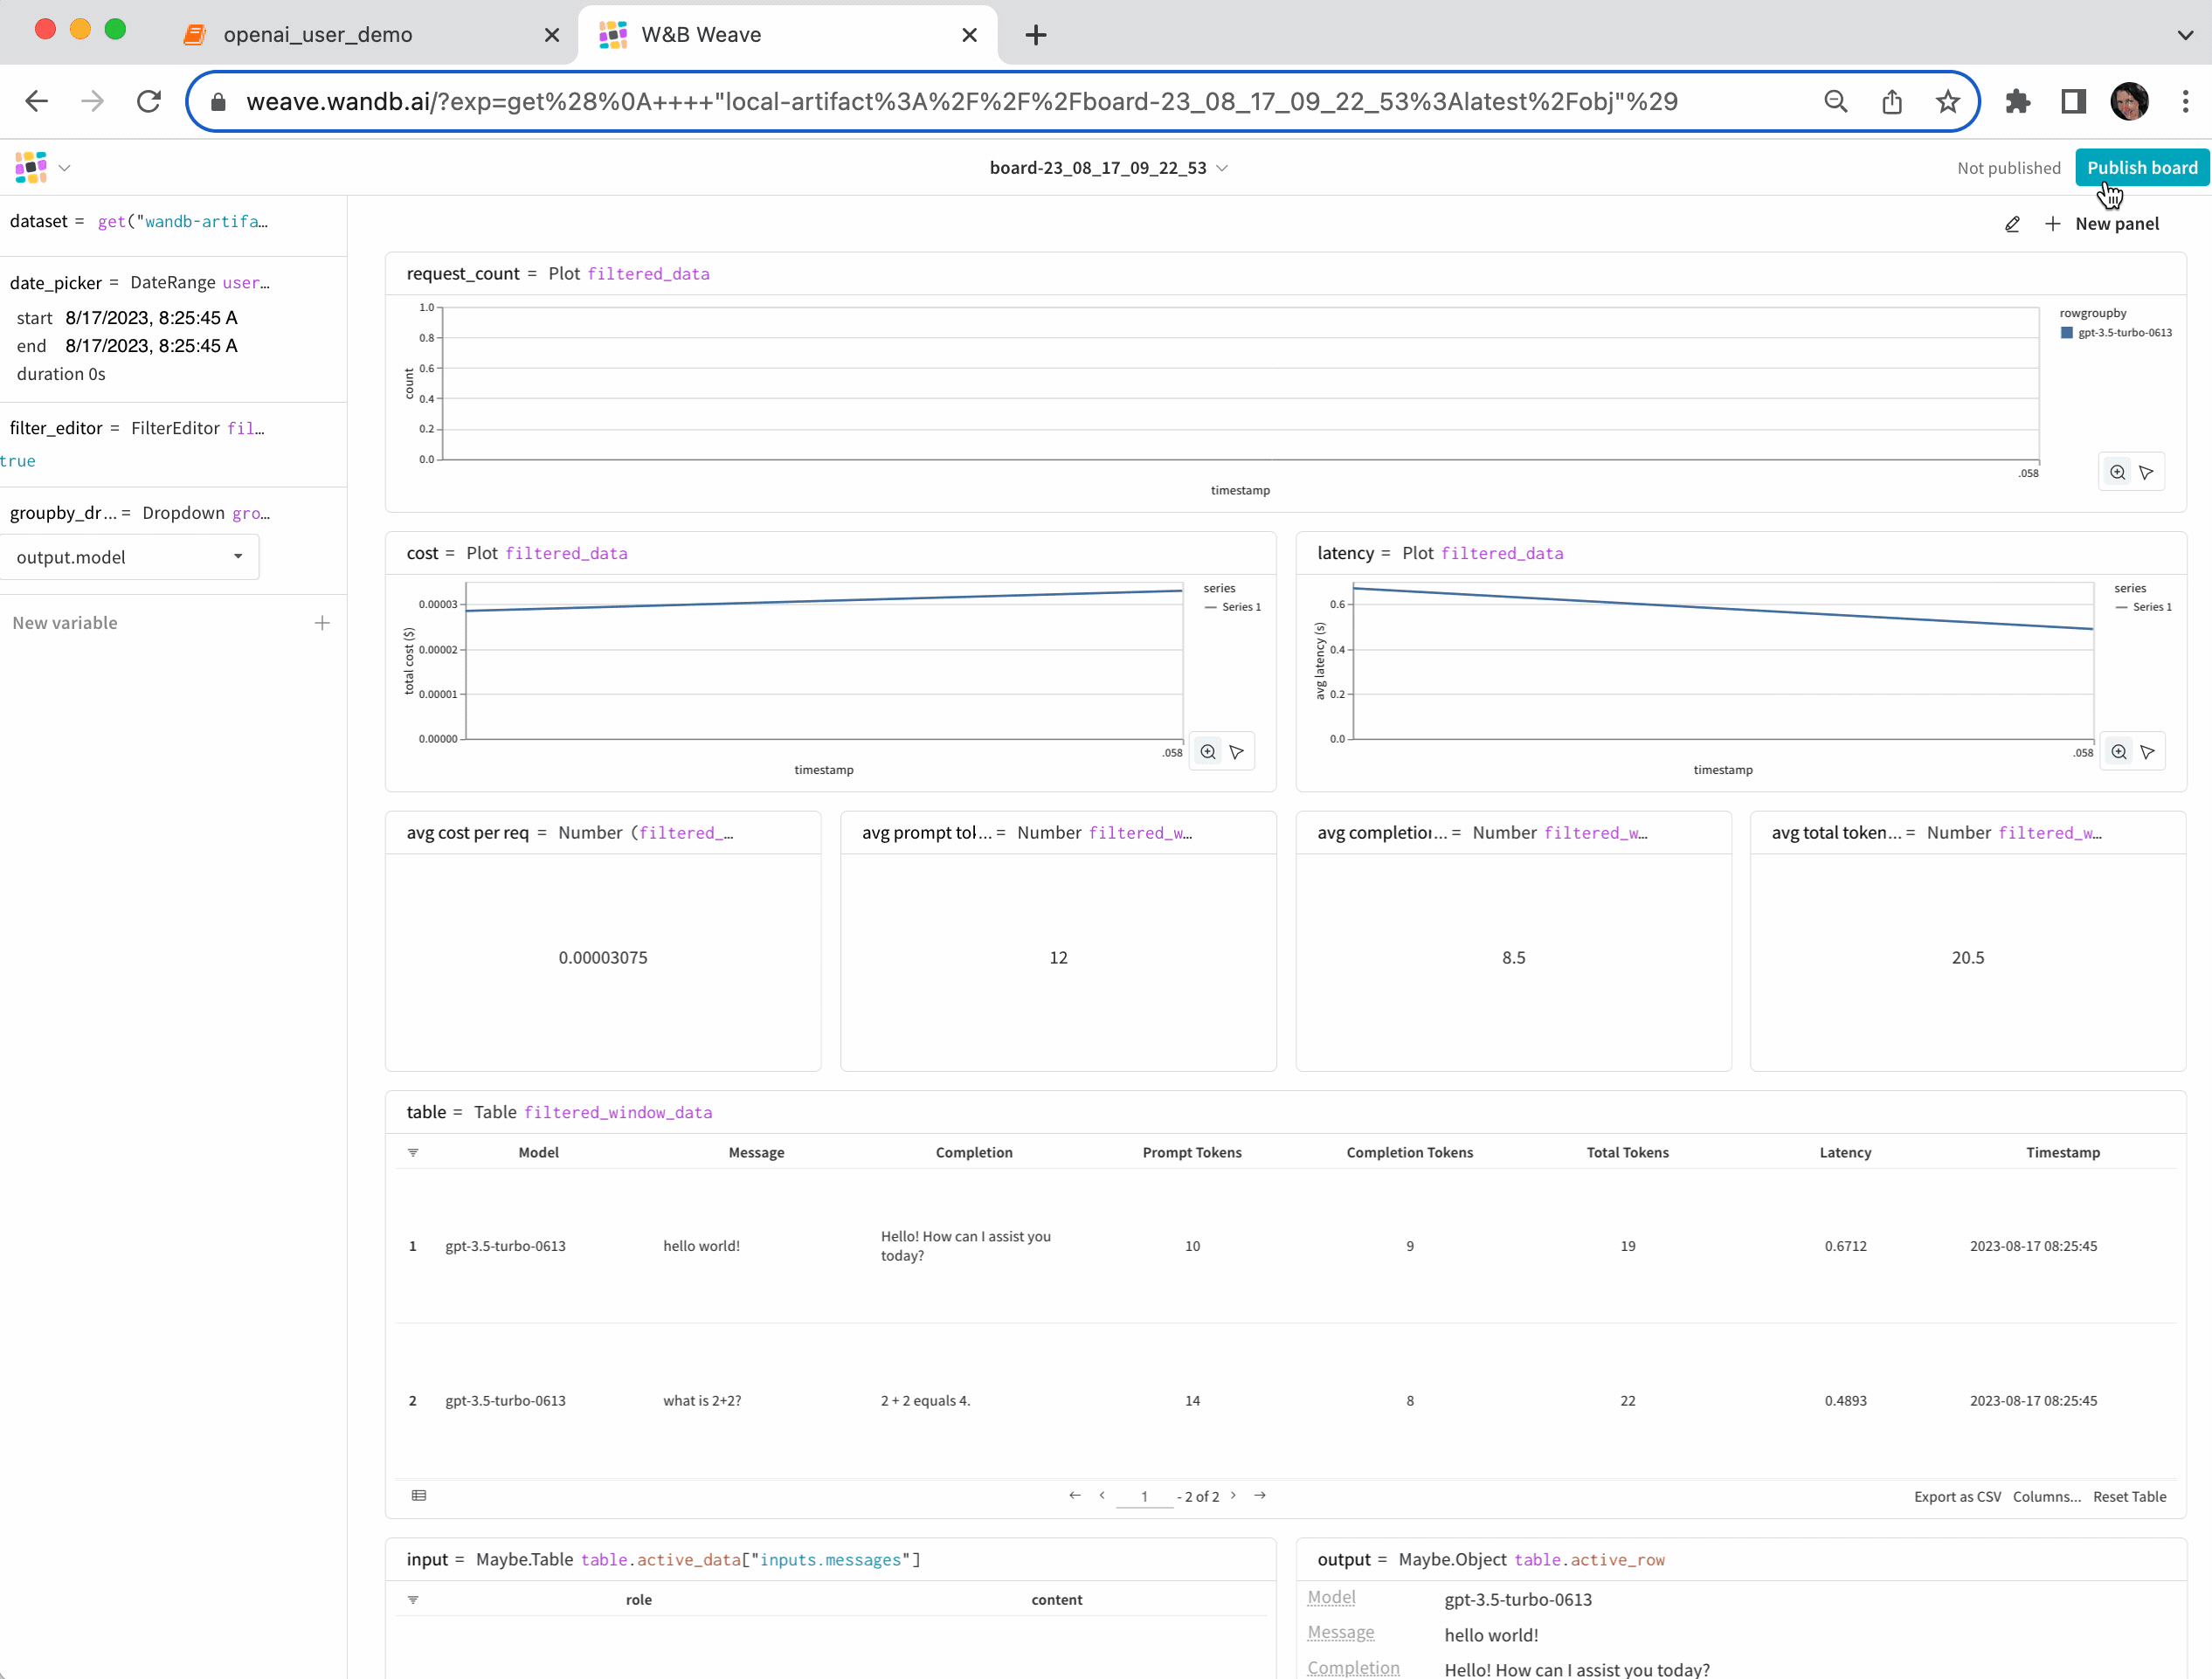 openai_user_demo
W&B Weave
weave.wandb.ai/?exp=get%28%0A++++"local-artifact%3A%2F%2F%2Fboard-23_08_17_09_22_53%3Alatest%2Fobj"%29
board-23_08_17_09_22_53
Not published
Publish board
dataset = get("wandb-artifa…
date_picker = DateRange user…
start 8/17/2023, 8:25:45 A
end 8/17/2023, 8:25:45 A
duration 0s
filter_editor = FilterEditor fil…
true
groupby_dr… = Dropdown gro…
output.model
New variable
New panel
request_count = Plot filtered_data
1.0
0.8
0.6
0.4
0.2
0.0
count
.058
timestamp
rowgroupby
gpt-3.5-turbo-0613
cost = Plot filtered_data
0.00003
0.00002
0.00001
0.00000
total cost ($)
.058
timestamp
series
Series 1
latency = Plot filtered_data
0.6
0.4
0.2
0.0
avg latency (s)
.058
timestamp
series
Series 1
avg cost per req = Number (filtered_…
0.00003075
avg prompt tol… = Number filtered_w…
12
avg completior… = Number filtered_w…
8.5
avg total token… = Number filtered_w…
20.5
table = Table filtered_window_data
Model Message Completion Prompt Tokens Completion Tokens Total Tokens Latency Timestamp
1 gpt-3.5-turbo-0613 hello world! Hello! How can I assist you today? 10 9 19 0.6712 2023-08-17 08:25:45
2 gpt-3.5-turbo-0613 what is 2+2? 2 + 2 equals 4. 14 8 22 0.4893 2023-08-17 08:25:45
1 - 2 of 2
Export as CSV Columns... Reset Table
input = Maybe.Table table.active_data["inputs.messages"]
role content
output = Maybe.Object table.active_row
Model gpt-3.5-turbo-0613
Message hello world!
Completion Hello! How can I assist you today?